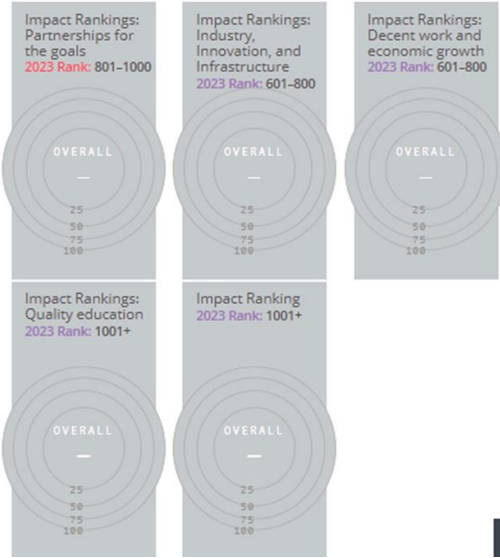 Impact Rankings:
Partnerships for
the goals
2023 Rank: 801–1000
OVERALL
—
25
50
75
100
Impact Rankings:
Industry,
Innovation, and
Infrastructure
2023 Rank: 601–800
OVERALL
—
25
50
75
100
Impact Rankings:
Decent work and
economic growth
2023 Rank: 601–800
OVERALL
—
25
50
75
100
Impact Rankings:
Quality education
2023 Rank: 1001+
OVERALL
—
25
50
75
100
Impact Ranking
2023 Rank: 1001+
OVERALL
—
25
50
75
100